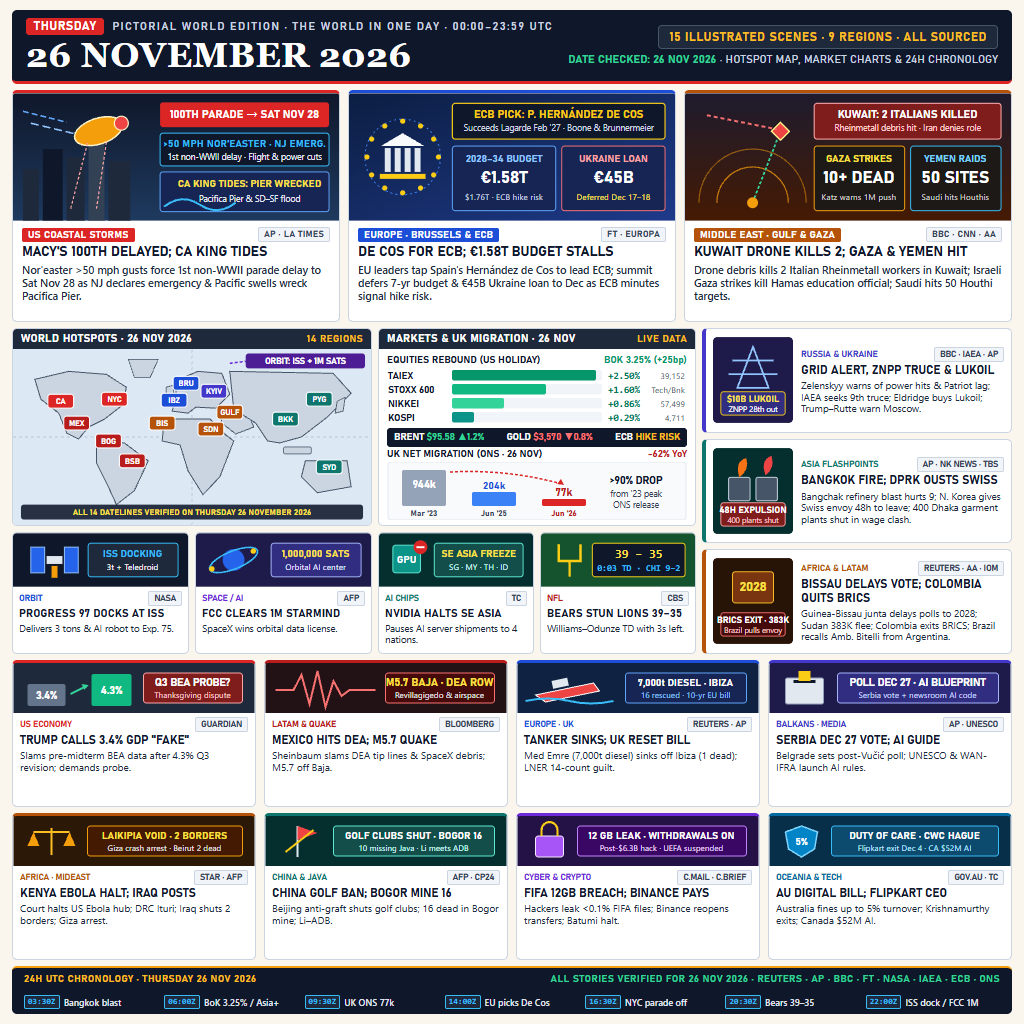 THURSDAY
PICTORIAL WORLD EDITION · THE WORLD IN ONE DAY · 00:00–23:59 UTC
26 NOVEMBER 2026
15 ILLUSTRATED SCENES · 9 REGIONS · ALL SOURCED
DATE CHECKED: 26 NOV 2026 · HOTSPOT MAP, MARKET CHARTS & 24H CHRONOLOGY
100TH PARADE → SAT NOV 28
>50 MPH NOR'EASTER · NJ EMERG.
1st non-WWII delay · Flight & power cuts
CA KING TIDES: PIER WRECKED
Pacifica Pier & SD–SF flood
US COASTAL STORMS
AP · LA TIMES
MACY'S 100TH DELAYED; CA KING TIDES
Nor'easter >50 mph gusts force 1st non-WWII parade delay to
Sat Nov 28 as NJ declares emergency & Pacific swells wreck
Pacifica Pier.
ECB PICK: P. HERNÁNDEZ DE COS
Succeeds Lagarde Feb '27 · Boone & Brunnermeier
2028–34 BUDGET
€1.58T
$1.76T · ECB hike risk
UKRAINE LOAN
€45B
Deferred Dec 17–18
EUROPE · BRUSSELS & ECB
FT · EUROPA
DE COS FOR ECB; €1.58T BUDGET STALLS
EU leaders tap Spain's Hernández de Cos to lead ECB; summit
defers 7-yr budget & €45B Ukraine loan to Dec as ECB minutes
signal hike risk.
KUWAIT: 2 ITALIANS KILLED
Rheinmetall debris hit · Iran denies role
GAZA STRIKES
10+ DEAD
Katz warns 1M push
YEMEN RAIDS
50 SITES
Saudi hits Houthis
MIDDLE EAST · GULF & GAZA
BBC · CNN · AA
KUWAIT DRONE KILLS 2; GAZA & YEMEN HIT
Drone debris kills 2 Italian Rheinmetall workers in Kuwait; Israeli
Gaza strikes kill Hamas education official; Saudi hits 50 Houthi
targets.
WORLD HOTSPOTS · 26 NOV 2026
14 REGIONS
ORBIT: ISS + 1M SATS
CA
NYC
MEX
BOG
BSB
BRU
IBZ
KYIV
BIS
GULF
SDN
PYG
BKK
SYD
ALL 14 DATELINES VERIFIED ON THURSDAY 26 NOVEMBER 2026
MARKETS & UK MIGRATION · 26 NOV
LIVE DATA
EQUITIES REBOUND (US HOLIDAY)
BOK 3.25% (+25bp)
TAIEX
+2.50%
39,152
STOXX 600
+1.60%
Tech/Bnk
NIKKEI
+0.86%
57,499
KOSPI
+0.29%
4,711
BRENT $95.58 ▲1.2%
GOLD $3,570 ▼0.8%
ECB HIKE RISK
UK NET MIGRATION (ONS · 26 NOV)
-62% YoY
944k
204k
77k
Mar '23
Jun '25
Jun '26
>90% DROP
from '23 peak
ONS release
$10B LUKOIL
ZNPP 28th out
RUSSIA & UKRAINE
BBC · IAEA · AP
GRID ALERT, ZNPP TRUCE & LUKOIL
Zelenskyy warns of power hits & Patriot lag;
IAEA seeks 9th truce; Eldridge buys Lukoil;
Trump–Rutte warn Moscow.
48H EXPULSION
400 plants shut
ASIA FLASHPOINTS
AP · NK NEWS · TBS
BANGKOK FIRE; DPRK OUSTS SWISS
Bangchak refinery blast hurts 9; N. Korea gives
Swiss envoy 48h to leave; 400 Dhaka garment
plants shut in wage clash.
2028
BRICS EXIT · 383K
Brazil pulls envoy
AFRICA & LATAM
REUTERS · AA · IOM
BISSAU DELAYS VOTE; COLOMBIA
QUITS BRICS
Guinea-Bissau junta delays polls to 2028;
Sudan 383K flee; Colombia exits BRICS; Brazil
recalls Amb. Bitelli from Argentina.
ISS DOCKING
3t + Teledroid
ORBIT
NASA
PROGRESS 97 DOCKS AT ISS
Delivers 3 tons & AI robot to Exp. 75.
1,000,000 SATS
Orbital AI center
SPACE / AI
AFP
FCC CLEARS 1M STARMIND
SpaceX wins orbital data license.
GPU
SE ASIA FREEZE
SG · MY · TH · ID
AI CHIPS
TC
NVIDIA HALTS SE ASIA
Pauses AI server shipments to 4
nations.
39 – 35
0:03 TD · CHI 9–2
NFL
CBS
BEARS STUN LIONS 39–35
Williams–Odunze TD with 3s left.
3.4%
4.3%
Q3 BEA PROBE?
Thanksgiving dispute
US ECONOMY
GUARDIAN
TRUMP CALLS 3.4% GDP "FAKE"
Slams pre-midterm BEA data after 4.3% Q3
revision; demands probe.
M5.7 BAJA · DEA ROW
Revillagigedo & airspace
LATAM & QUAKE
BLOOMBERG
MEXICO HITS DEA; M5.7 QUAKE
Sheinbaum slams DEA tip lines & SpaceX debris;
M5.7 off Baja.
7,000t DIESEL · IBIZA
16 rescued · 10-yr EU bill
EUROPE · UK
REUTERS · AP
TANKER SINKS; UK RESET BILL
Med Emre (7,000t diesel) sinks off Ibiza (1 dead);
LNER 14-count guilt.
POLL DEC 27 · AI BLUEPRINT
Serbia vote + newsroom AI code
BALKANS · MEDIA
AP · UNESCO
SERBIA DEC 27 VOTE; AI GUIDE
Belgrade sets post-Vučić poll; UNESCO & WAN-
IFRA launch AI rules.
LAIKIPIA VOID · 2 BORDERS
Giza crash arrest · Beirut 2 dead
AFRICA · MIDEAST
STAR · AFP
KENYA EBOLA HALT; IRAQ POSTS
Court halts US Ebola hub; DRC Ituri; Iraq shuts 2
borders; Giza arrest.
GOLF CLUBS SHUT · BOGOR 16
10 missing Java · Li meets ADB
CHINA & JAVA
AFP · CP24
CHINA GOLF BAN; BOGOR MINE 16
Beijing anti-graft shuts golf clubs; 16 dead in Bogor
mine; Li–ADB.
12 GB LEAK · WITHDRAWALS ON
Post-$6.3B hack · UEFA suspended
CYBER & CRYPTO
C.MAIL · C.BRIEF
FIFA 12GB BREACH; BINANCE PAYS
Hackers leak <0.1% FIFA files; Binance reopens
transfers; Batumi halt.
5%
DUTY OF CARE · CWC HAGUE
Flipkart exit Dec 4 · CA $52M AI
OCEANIA & TECH
GOV.AU · TC
AU DIGITAL BILL; FLIPKART CEO
Australia fines up to 5% turnover; Krishnamurthy
exits; Canada $52M AI.
24H UTC CHRONOLOGY · THURSDAY 26 NOV 2026
ALL STORIES VERIFIED FOR 26 NOV 2026 · REUTERS · AP · BBC · FT · NASA · IAEA · ECB · ONS
03:30Z Bangkok blast
06:00Z BoK 3.25% / Asia+
09:30Z UK ONS 77k
14:00Z EU picks De Cos
16:30Z NYC parade off
20:30Z Bears 39–35
22:00Z ISS dock / FCC 1M